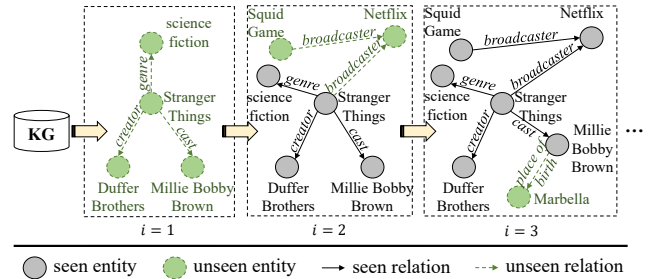 KG
science
fiction
genre
Stranger
Things
creator
cast
Duffer
Brothers
Millie Bobby
Brown
i = 1
Squid
Game
Netflix
broadcaster
broadcaster
genre
science
fiction
Stranger
Things
creator
cast
Duffer
Brothers
Millie Bobby
Brown
i = 2
Squid
Game
Netflix
broadcaster
broadcaster
genre
science
fiction
Stranger
Things
creator
cast
Millie
Bobby
Brown
place of
birth
Duffer
Brothers
Marbella
i = 3
...
seen entity
unseen entity
seen relation
unseen relation